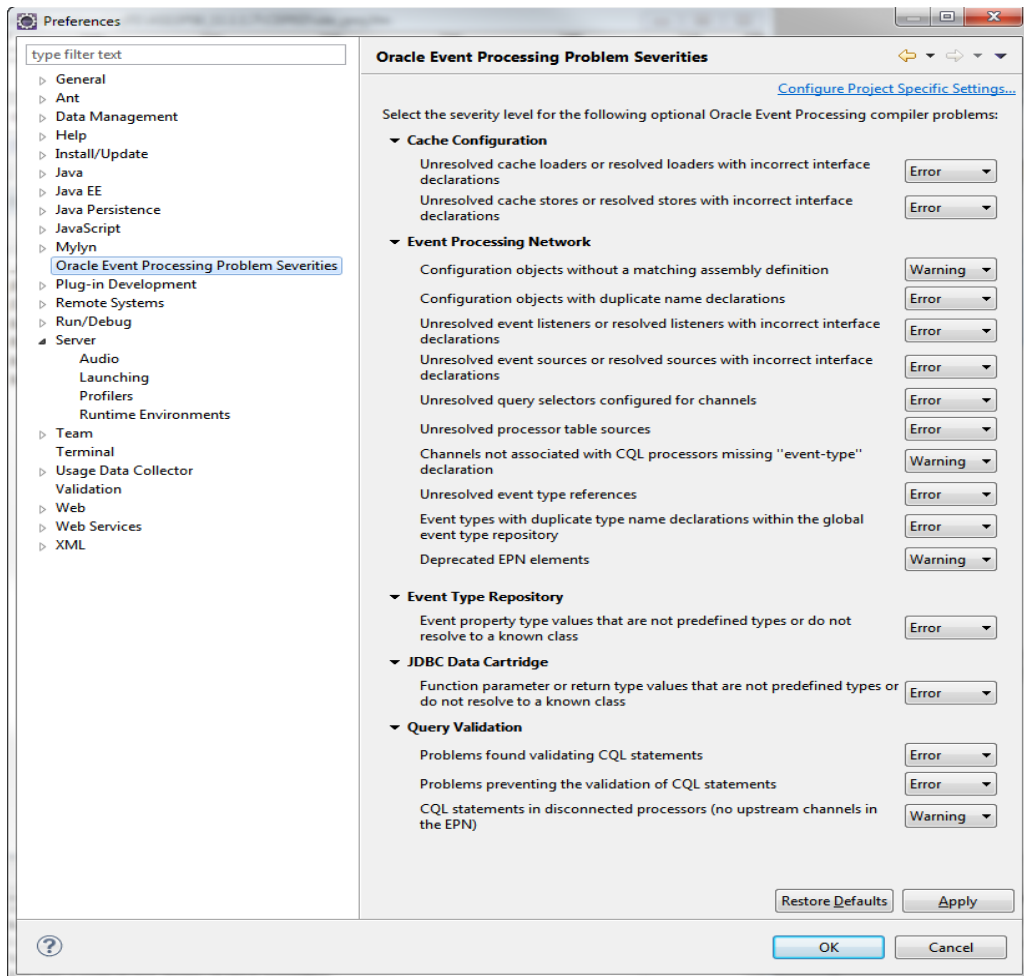 Preferences
type filter text
General
Ant
Data Management
Help
Install/Update
Java
Java EE
Java Persistence
JavaScript
Mylyn
Oracle Event Processing Problem Severities
Plug-in Development
Remote Systems
Run/Debug
Server
Audio
Launching
Profilers
Runtime Environments
Team
Terminal
Usage Data Collector
Validation
Web
Web Services
XML
Oracle Event Processing Problem Severities
Configure Project Specific Settings...
Select the severity level for the following optional Oracle Event Processing compiler problems:
Cache Configuration
Unresolved cache loaders or resolved loaders with incorrect interface
declarations
Error
Unresolved cache stores or resolved stores with incorrect interface
declarations
Error
Event Processing Network
Configuration objects without a matching assembly definition
Warning
Configuration objects with duplicate name declarations
Error
Unresolved event listeners or resolved listeners with incorrect interface
declarations
Error
Unresolved event sources or resolved sources with incorrect interface
declarations
Error
Unresolved query selectors configured for channels
Error
Unresolved processor table sources
Error
Channels not associated with CQL processors missing "event-type"
declaration
Warning
Unresolved event type references
Error
Event types with duplicate type name declarations within the global
event type repository
Error
Deprecated EPN elements
Warning
Event Type Repository
Event property type values that are not predefined types or do not
resolve to a known class
Error
JDBC Data Cartridge
Function parameter or return type values that are not predefined types or
do not resolve to a known class
Error
Query Validation
Problems found validating CQL statements
Error
Problems preventing the validation of CQL statements
Error
CQL statements in disconnected processors (no upstream channels in
the EPN)
Warning
Restore Defaults
Apply
?
OK
Cancel